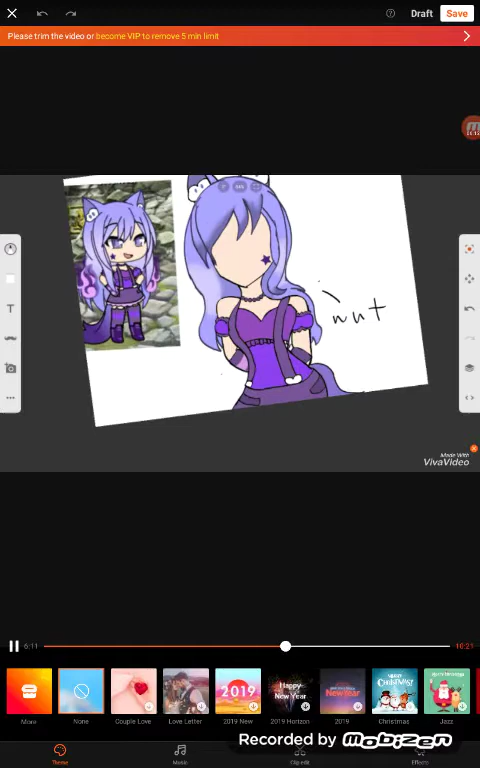 Draft Save
Please trim the video or become VIP to remove 5 min limit
nut
T
Made With
VivaVideo
6:11
10:21
2019
Happy New Year
New Year
MERRY CHRISTMAS
More None Couple Love Love Letter 2019 New 2019 Horizon 2019 Christmas Jazz
Recorded by mobizen
Theme Music Clip edit Effects